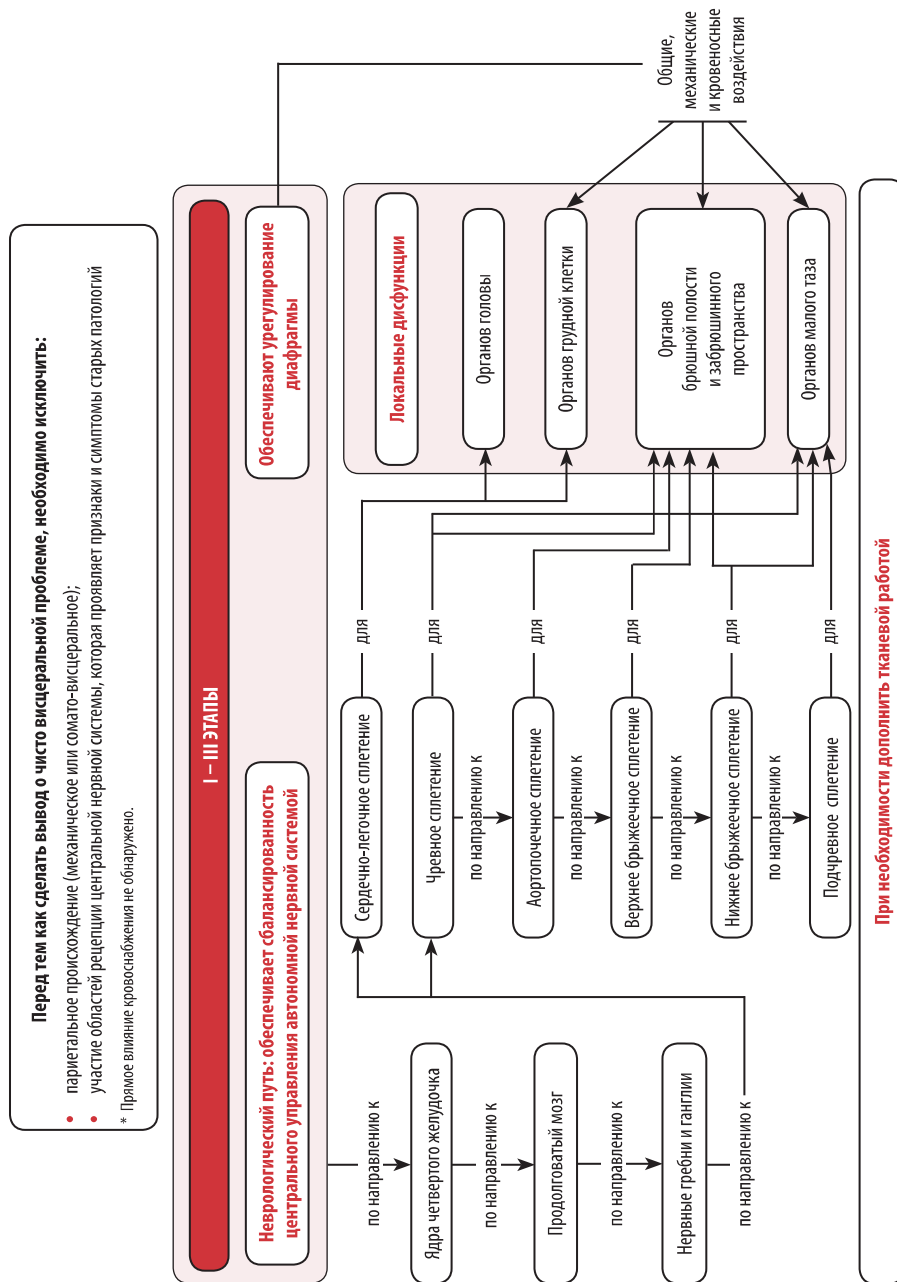 Перед тем как сделать вывод о чисто висцеральной проблеме, необходимо исключить:
• париетальное происхождение (механическое или сомато-висцеральное);
• участие областей рецепции центральной нервной системы, которая проявляет признаки и симптомы старых патологий
* Прямое влияние кровоснабжения не обнаружено.
I – III ЭТАПЫ
Неврологический путь: обеспечивает сбалансированность
центрального управления автономной нервной системой
Обеспечивают урегулирование
диафрагмы
по направлению к
Ядра четвертого желудочка
по направлению к
Продолговатый мозг
по направлению к
Нервные гребни и ганглии
по направлению к
Сердечно-легочное сплетение
для
Чревное сплетение
для
по направлению к
Аортопочечное сплетение
для
по направлению к
Верхнее брыжеечное сплетение
для
по направлению к
Нижнее брыжеечное сплетение
для
по направлению к
Подчревное сплетение
для
Локальные дисфункции
Органов головы
Органов грудной клетки
Органов
брюшной полости
и забрюшинного
пространства
Органов малого таза
Общие,
механические
и кровеносные
воздействия
При необходимости дополнить тканевой работой